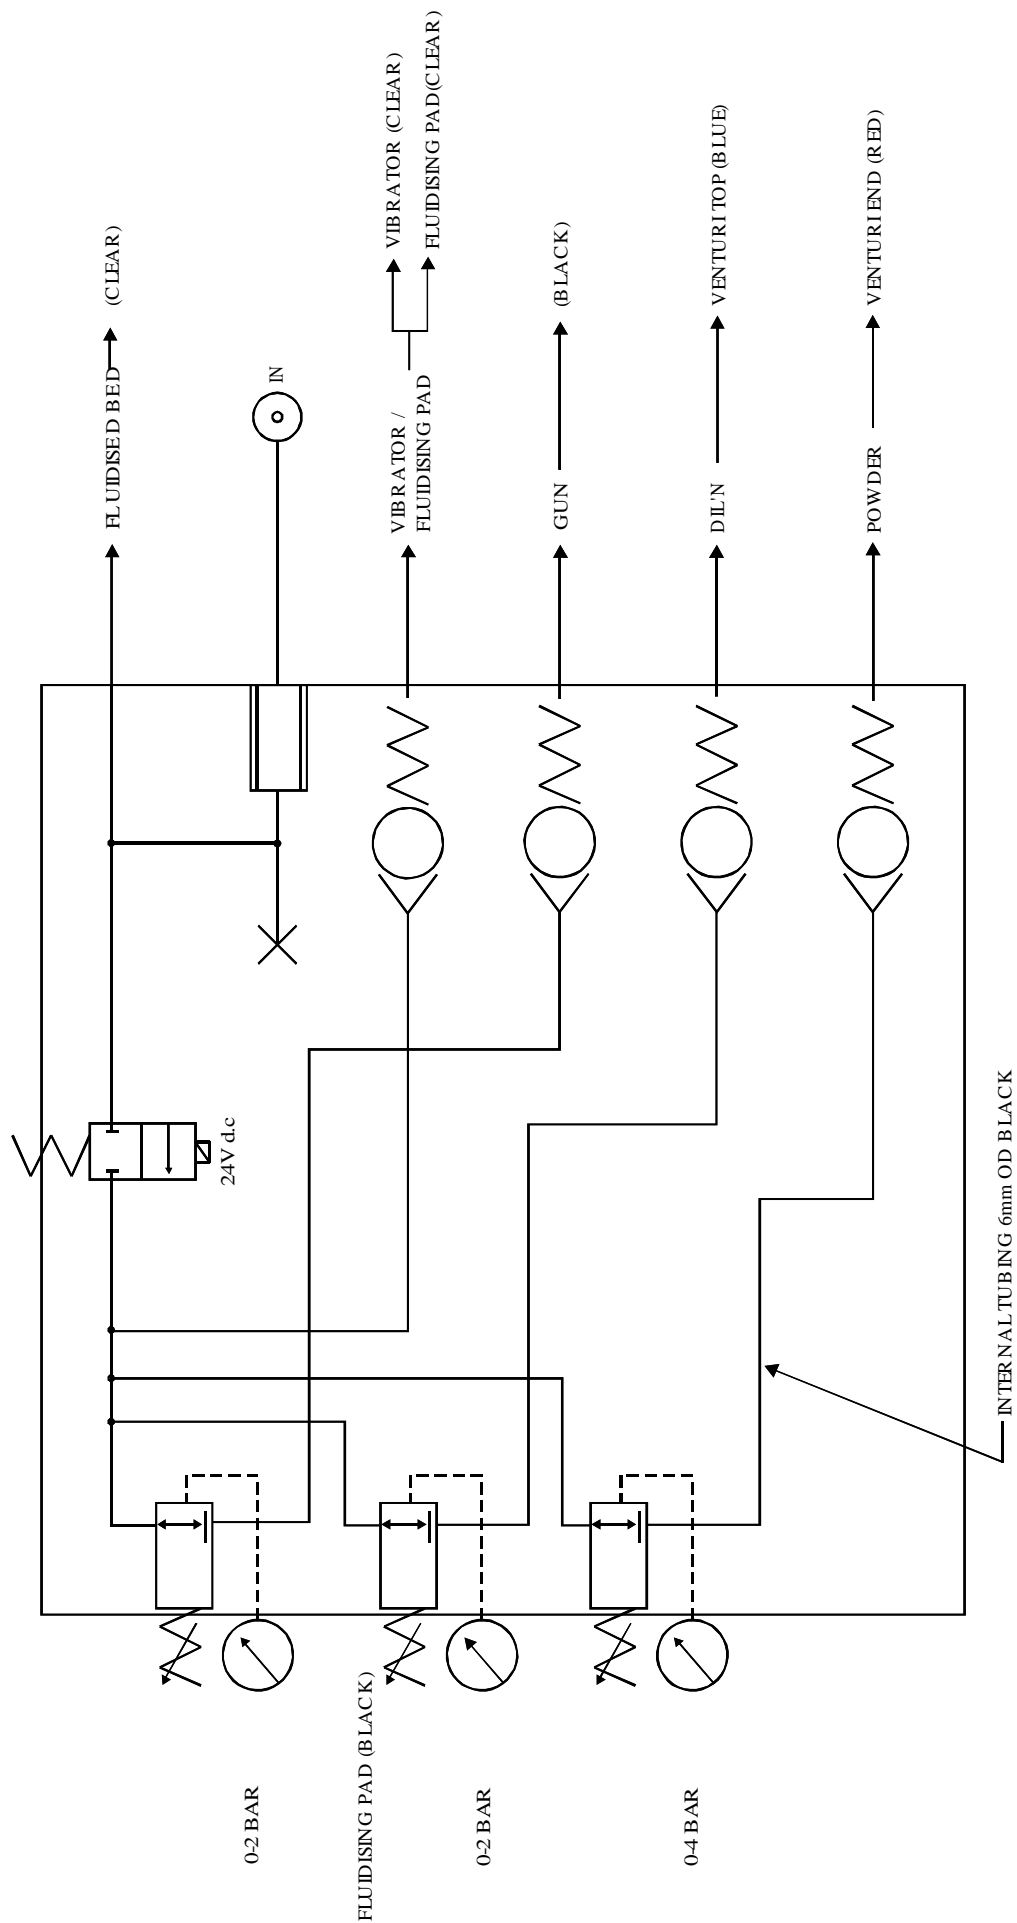 FLUIDISED BED
(CLEAR)
IN
VIBRATOR /
FLUIDISING PAD
VIBRATOR (CLEAR)
FLUIDISING PAD(CLEAR)
GUN
(BLACK)
DIL'N
VENTURI TOP (BLUE)
POWDER
VENTURI END (RED)
24V d.c
INTERNAL TUBING 6mm OD BLACK
0-2 BAR
FLUIDISING PAD (BLACK)
0-2 BAR
0-4 BAR